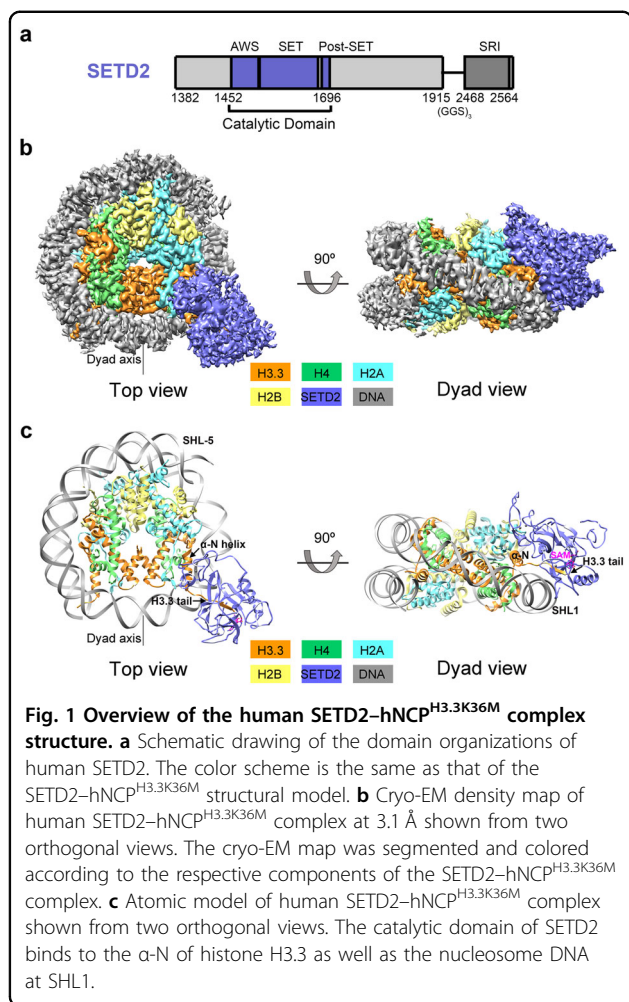 a
AWS SET Post-SET SRI
SETD2
1382 1452 1696 1915 2468 2564
(GGS)3
Catalytic Domain
b
90º
Dyad axis
Top view
H3.3 H4 H2A
H2B SETD2 DNA
Dyad view
c
SHL-5
α-N helix
H3.3 tail
Dyad axis
Top view
90º
H3.3 H4 H2A
H2B SETD2 DNA
α-N
SAM
H3.3 tail
SHL1
Dyad view
Fig. 1 Overview of the human SETD2–hNCPH3.3K36M complex
structure. a Schematic drawing of the domain organizations of
human SETD2. The color scheme is the same as that of the
SETD2–hNCPH3.3K36M structural model. b Cryo-EM density map of
human SETD2–hNCPH3.3K36M complex at 3.1 Å shown from two
orthogonal views. The cryo-EM map was segmented and colored
according to the respective components of the SETD2–hNCPH3.3K36M
complex. c Atomic model of human SETD2–hNCPH3.3K36M complex
shown from two orthogonal views. The catalytic domain of SETD2
binds to the α-N of histone H3.3 as well as the nucleosome DNA
at SHL1.